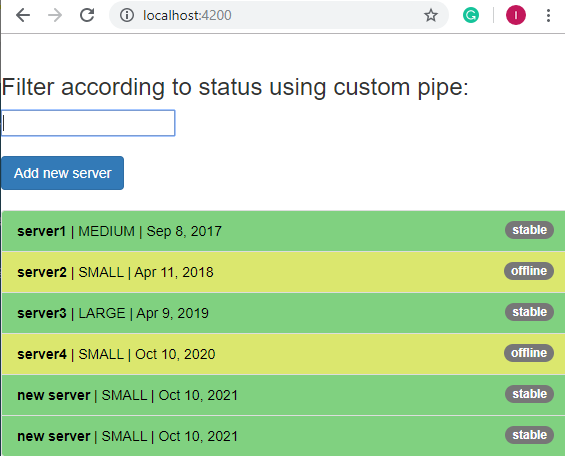 localhost:4200
I
Filter according to status using custom pipe:
Add new server
server1 | MEDIUM | Sep 8, 2017 stable
server2 | SMALL | Apr 11, 2018 offline
server3 | LARGE | Apr 9, 2019 stable
server4 | SMALL | Oct 10, 2020 offline
new server | SMALL | Oct 10, 2021 stable
new server | SMALL | Oct 10, 2021 stable